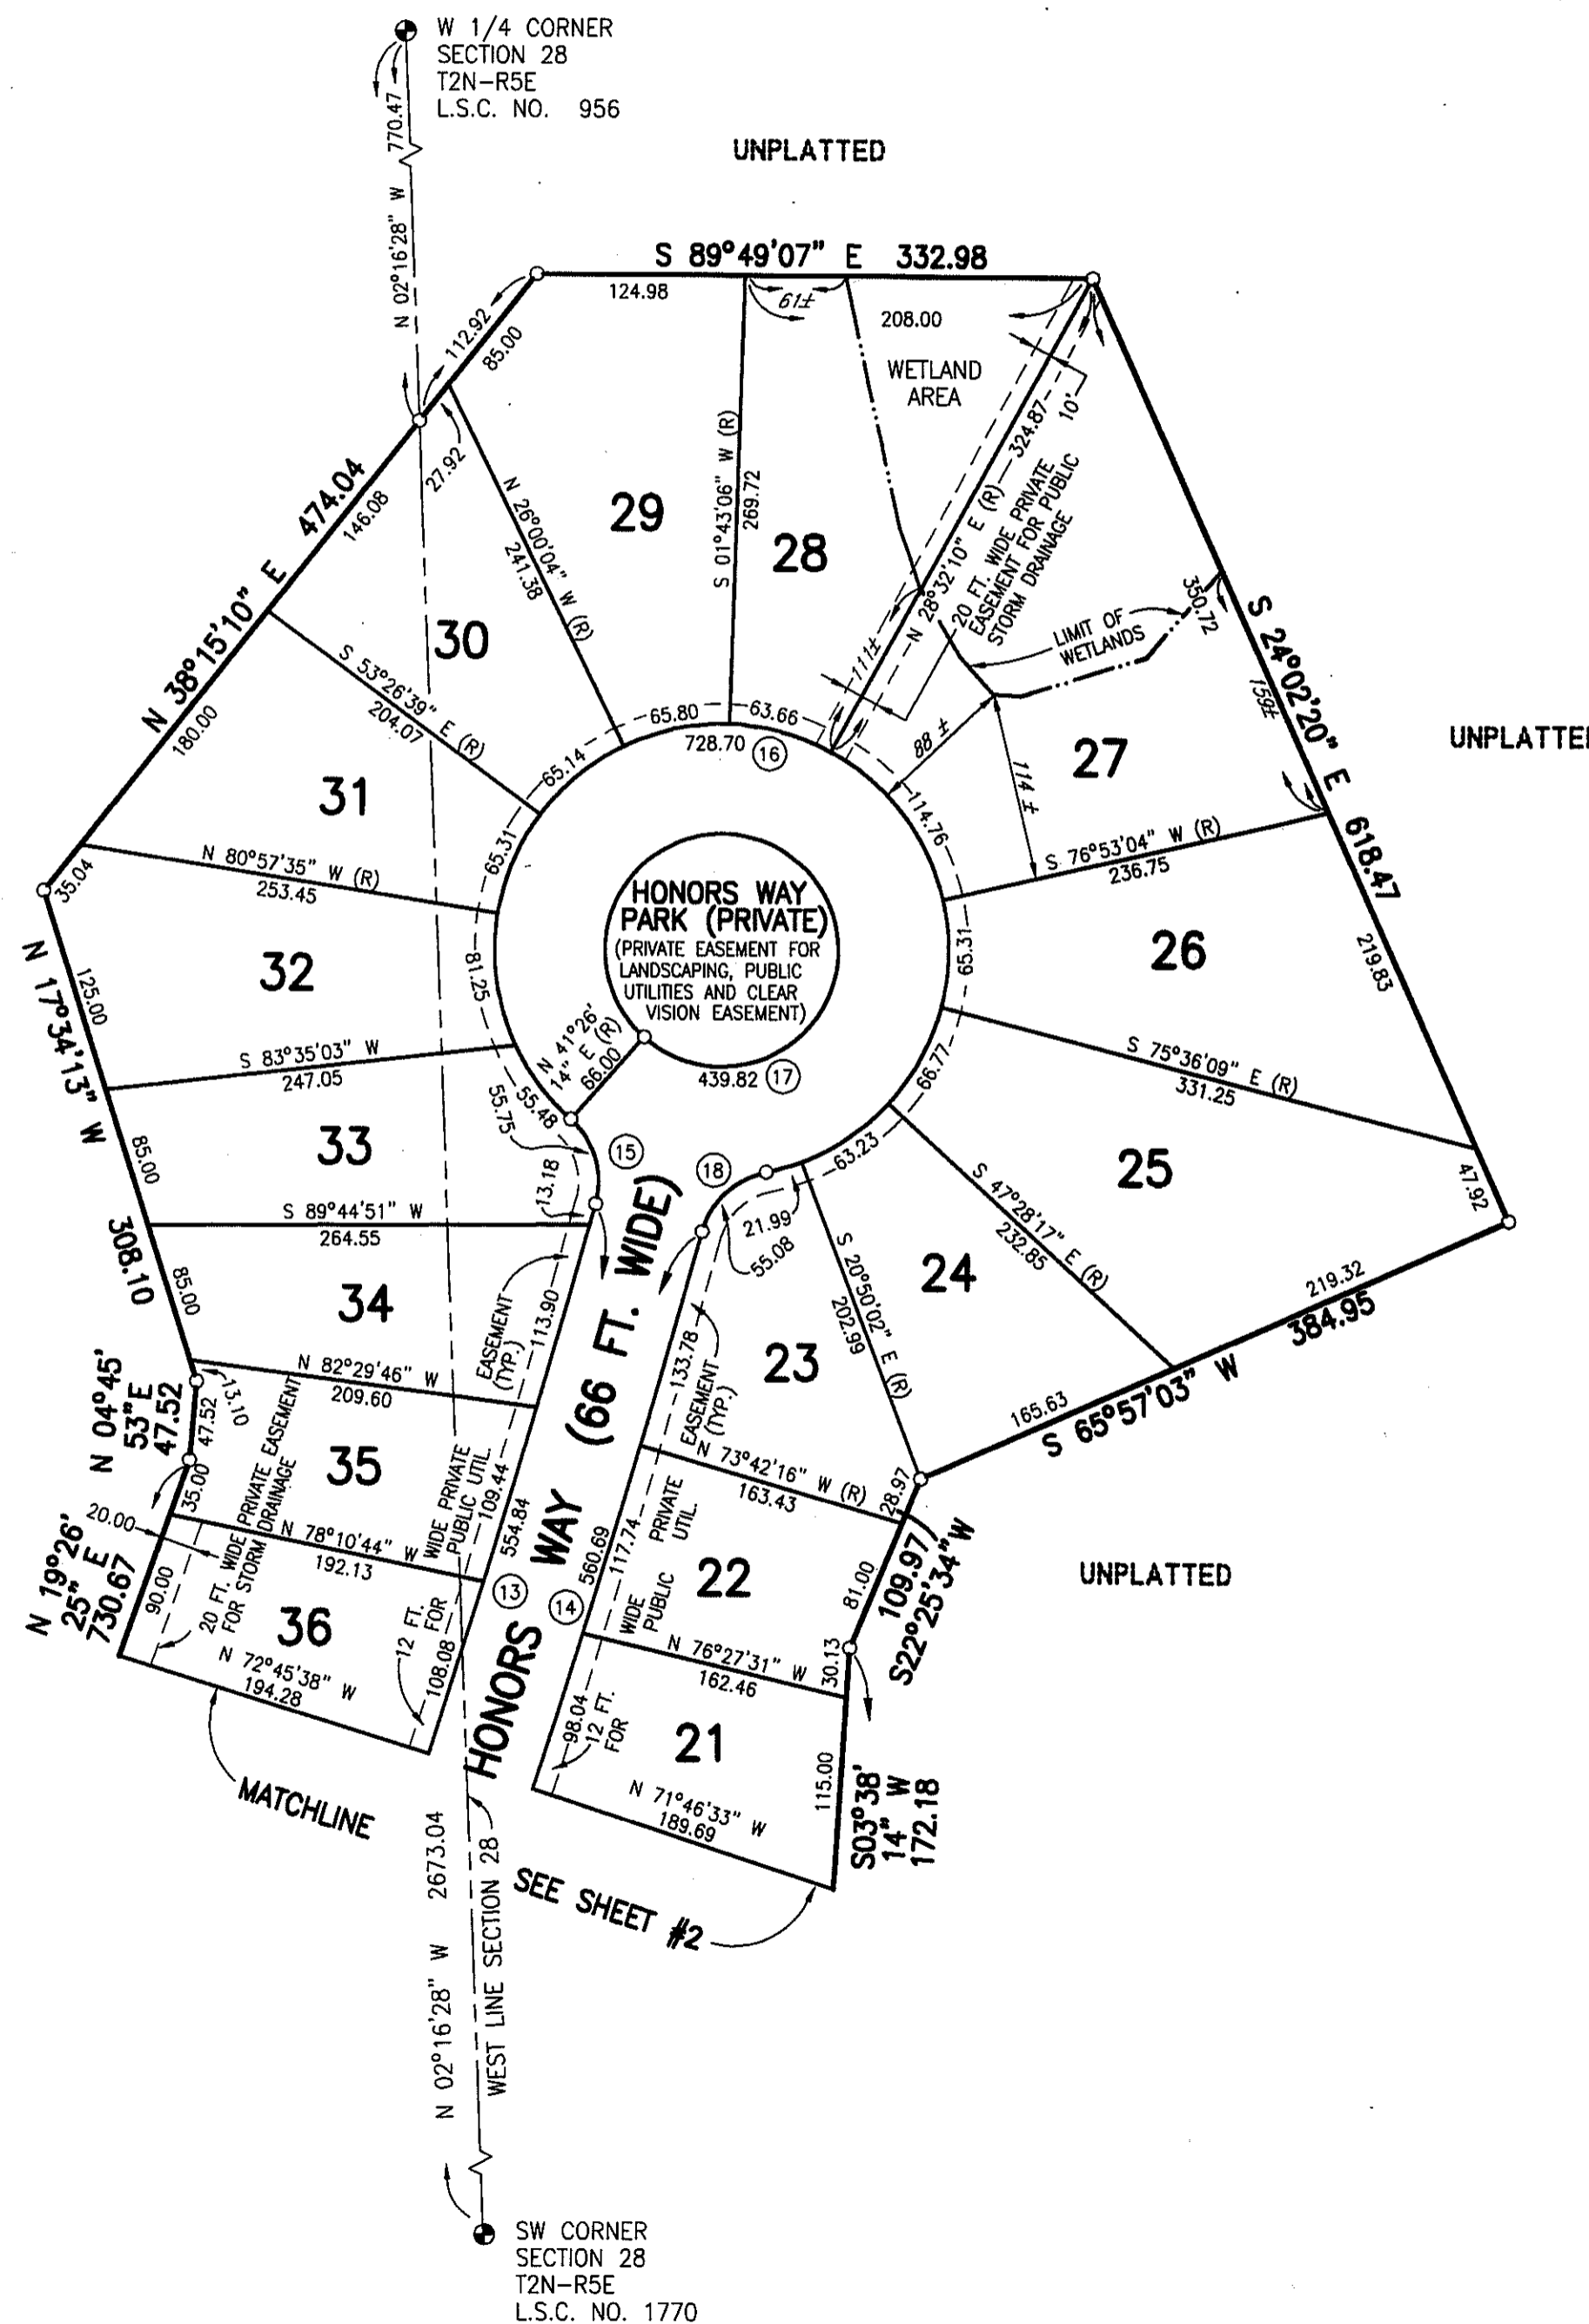 W 1/4 CORNER
SECTION 28
T2N-R5E
L.S.C. NO. 956
770.47
N 02°16'28" W
UNPLATTED
S 89°49'07" E 332.98
124.98
61±
208.00
WETLAND
AREA
112.92
85.00
27.92
N 38°15'10" E 474.04
146.08
180.00
35.04
N 26°00'04" W (R)
241.38
29
S 01°43'06" W (R)
269.72
28
N 28°32'10" E (R) 324.87
10'
20 FT. WIDE PRIVATE
EASEMENT FOR PUBLIC
STORM DRAINAGE
111±
LIMIT OF
WETLANDS
350.72
159±
S 24°02'20" E 618.47
UNPLATTE
30
S 53°26'39" E (R)
204.07
65.80
63.66
728.70 16
65.14
88 ±
114 ±
27
31
65.31
114.76
N 80°57'35" W (R)
253.45
S 76°53'04" W (R)
236.75
HONORS WAY
PARK (PRIVATE)
(PRIVATE EASEMENT FOR
LANDSCAPING, PUBLIC
UTILITIES AND CLEAR
VISION EASEMENT)
N 17°34'13" W 308.10
125.00
32
81.25
65.31
26
219.83
N 41°26'
14" E (R)
66.00
439.82 17
S 83°35'03" W
247.05
66.77
S 75°36'09" E (R)
331.25
55.48
55.75
85.00
33
15
13.18
18
63.23
25
47.92
S 89°44'51" W
264.55
21.99
55.08
S 47°28'17" E (R)
232.85
24
219.32
S 65°57'03" W 384.95
165.63
85.00
34
EASEMENT
(TYP.)
113.90
S 20°50'02" E (R)
202.99
133.78
EASEMENT
(TYP.)
23
N 82°29'46" W
209.60
13.10
N 04°45'
53" E
47.52
47.52
35.00
35
20 FT. WIDE PRIVATE EASEMENT
FOR STORM DRAINAGE
12 FT. WIDE PRIVATE
FOR PUBLIC UTIL.
109.44
554.84
13
HONORS WAY (66 FT. WIDE)
14
560.69
N 73°42'16" W (R)
163.43
28.97
117.74
12 FT. WIDE PRIVATE
FOR PUBLIC UTIL.
22
81.00
109.97
S22°25'34"W
UNPLATTED
20.00
N 78°10'44" W
192.13
N 19°26'
25" E
730.67
90.00
36
108.08
N 72°45'38" W
194.28
N 76°27'31" W
162.46
30.13
98.04
21
115.00
S03°38'
14" W
172.18
N 71°46'33" W
189.69
MATCHLINE
SEE SHEET #2
N 02°16'28" W 2673.04
WEST LINE SECTION 28
SW CORNER
SECTION 28
T2N-R5E
L.S.C. NO. 1770